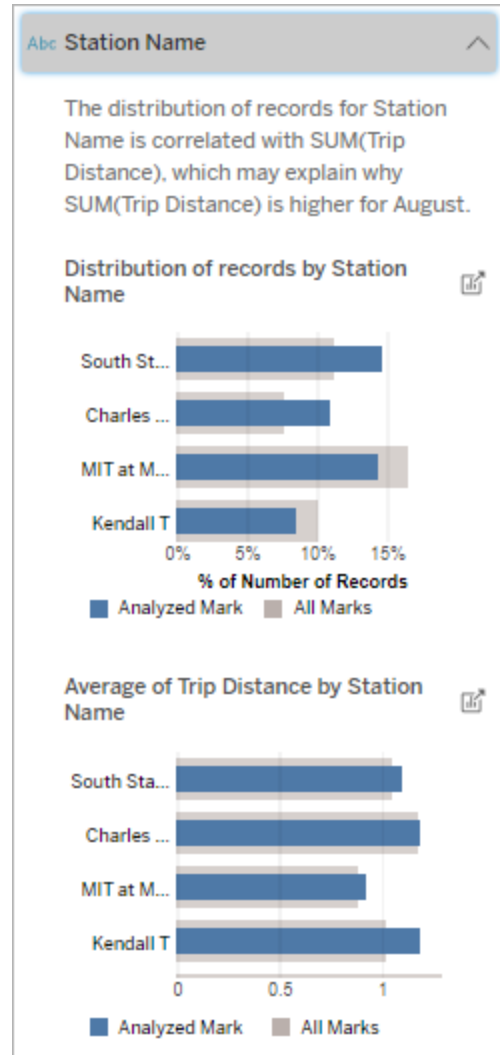 Abc Station Name
The distribution of records for Station
Name is correlated with SUM(Trip
Distance), which may explain why
SUM(Trip Distance) is higher for August.
Distribution of records by Station
Name
South St...
Charles ...
MIT at M...
Kendall T
0% 5% 10% 15%
% of Number of Records
Analyzed Mark All Marks
Average of Trip Distance by Station
Name
South Sta...
Charles ...
MIT at M...
Kendall T
0 0.5 1
Analyzed Mark All Marks